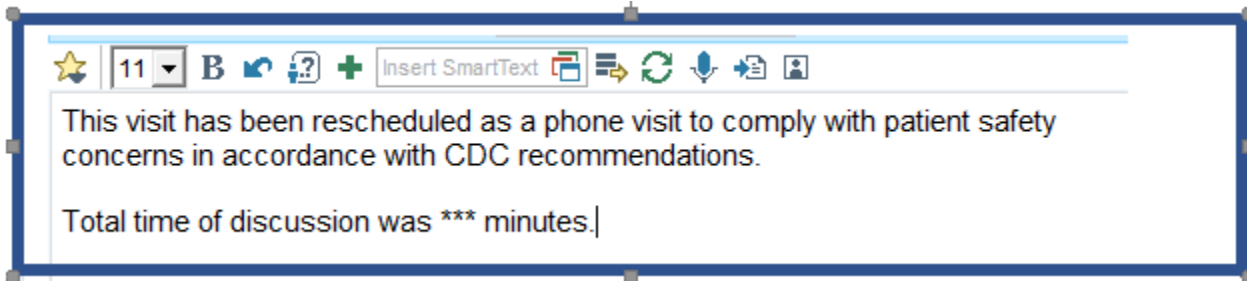 11 B Insert SmartText
This visit has been rescheduled as a phone visit to comply with patient safety
concerns in accordance with CDC recommendations.
Total time of discussion was *** minutes.